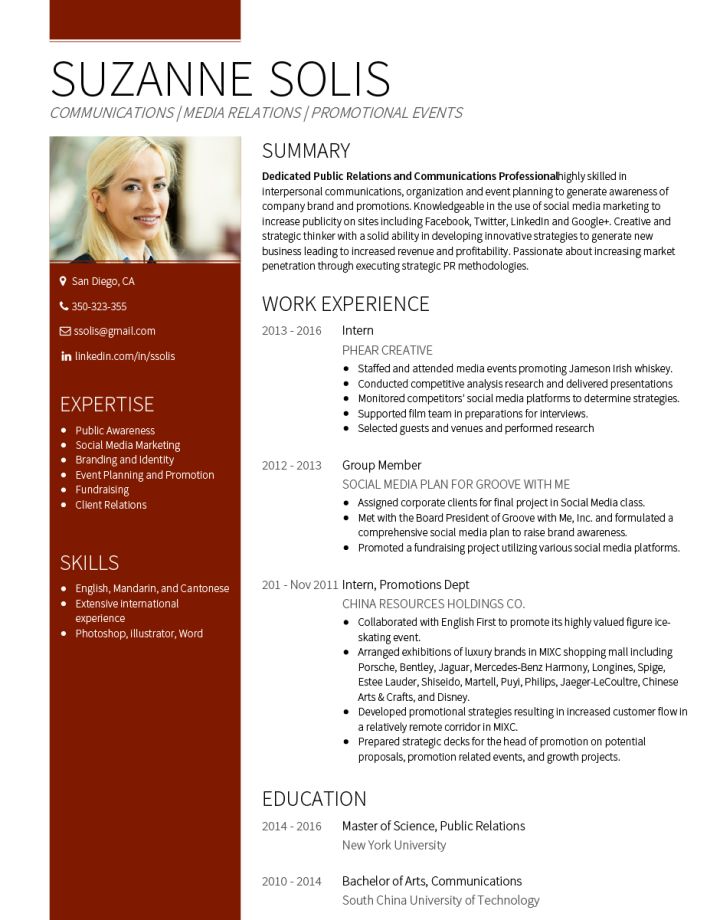 SUZANNE SOLIS
COMMUNICATIONS | MEDIA RELATIONS | PROMOTIONAL EVENTS
San Diego, CA
350-323-355
ssolis@gmail.com
linkedin.com/in/ssolis
EXPERTISE
• Public Awareness
• Social Media Marketing
• Branding and Identity
• Event Planning and Promotion
• Fundraising
• Client Relations
SKILLS
• English, Mandarin, and Cantonese
• Extensive international
experience
• Photoshop, illustrator, Word
SUMMARY
Dedicated Public Relations and Communications Professionalhighly skilled in
interpersonal communications, organization and event planning to generate awareness of
company brand and promotions. Knowledgeable in the use of social media marketing to
increase publicity on sites including Facebook, Twitter, LinkedIn and Google+. Creative and
strategic thinker with a solid ability in developing innovative strategies to generate new
business leading to increased revenue and profitability. Passionate about increasing market
penetration through executing strategic PR methodologies.
WORK EXPERIENCE
2013 - 2016 Intern
PHEAR CREATIVE
• Staffed and attended media events promoting Jameson Irish whiskey.
• Conducted competitive analysis research and delivered presentations
• Monitored competitors' social media platforms to determine strategies.
• Supported film team in preparations for interviews.
• Selected guests and venues and performed research
2012 - 2013 Group Member
SOCIAL MEDIA PLAN FOR GROOVE WITH ME
• Assigned corporate clients for final project in Social Media class.
• Met with the Board President of Groove with Me, Inc. and formulated a
comprehensive social media plan to raise brand awareness.
• Promoted a fundraising project utilizing various social media platforms.
201 - Nov 2011 Intern, Promotions Dept
CHINA RESOURCES HOLDINGS CO.
• Collaborated with English First to promote its highly valued figure ice-
skating event.
• Arranged exhibitions of luxury brands in MIXC shopping mall including
Porsche, Bentley, Jaguar, Mercedes-Benz Harmony, Longines, Spige,
Estee Lauder, Shiseido, Martell, Puyi, Philips, Jaeger-LeCoultre, Chinese
Arts & Crafts, and Disney.
• Developed promotional strategies resulting in increased customer flow in
a relatively remote corridor in MIXC.
• Prepared strategic decks for the head of promotion on potential
proposals, promotion related events, and growth projects.
EDUCATION
2014 - 2016 Master of Science, Public Relations
New York University
2010 - 2014 Bachelor of Arts, Communications
South China University of Technology